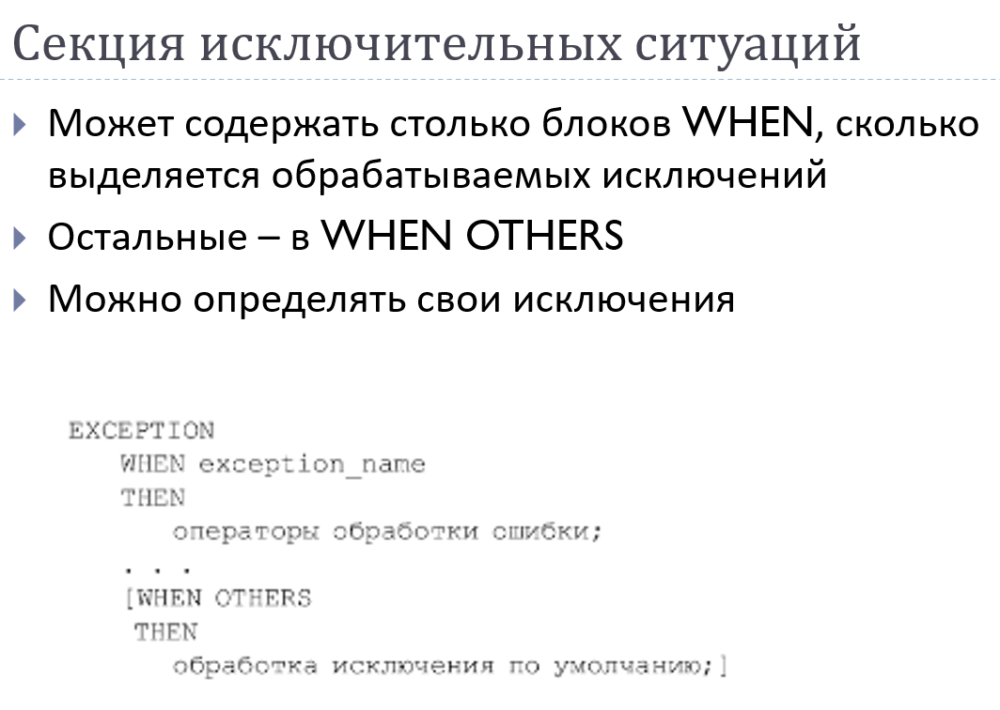 Секция исключительных ситуаций
Может содержать столько блоков WHEN, сколько
выделяется обрабатываемых исключений
Остальные – в WHEN OTHERS
Можно определять свои исключения
EXCEPTION
WHEN exception_name
THEN
операторы обработки ошибки;
. . .
[WHEN OTHERS
THEN
обработка исключения по умолчанию;]